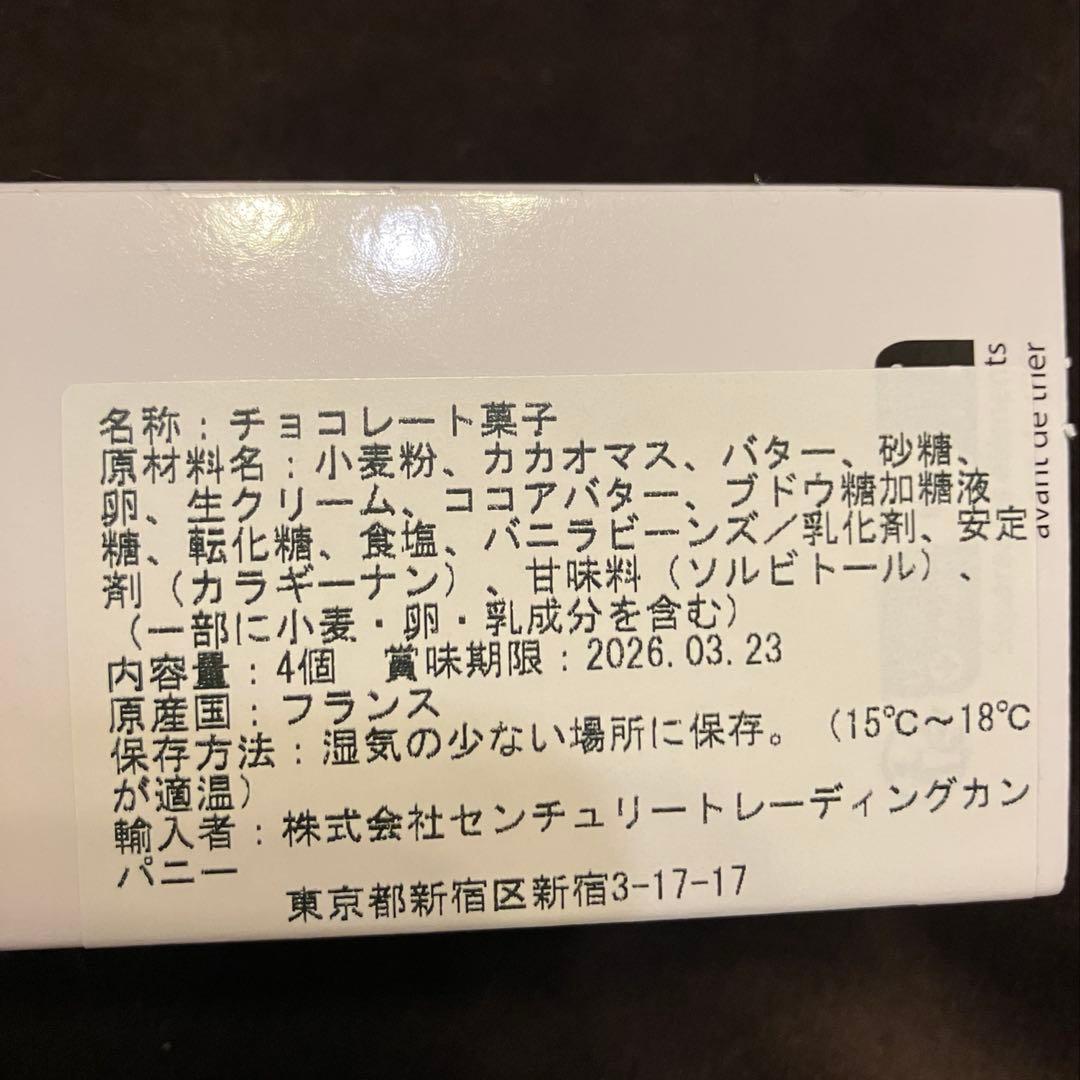 名称：チョコレート菓子
原材料名：小麦粉、カカオマス、バター、砂糖、
卵、生クリーム、ココアバター、ブドウ糖加糖液
糖、転化糖、食塩、バニラビーンズ／乳化剤、安定
剤（カラギーナン）、甘味料（ソルビトール）、
（一部に小麦・卵・乳成分を含む）
内容量：4個　賞味期限：2026.03.23
原産国：フランス
保存方法：湿気の少ない場所に保存。（15℃～18℃
が適温）
輸入者：株式会社センチュリートレーディングカン
パニー
東京都新宿区新宿3-17-17
avant de trier